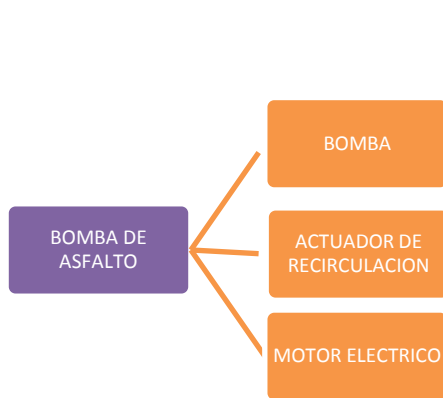 BOMBA
BOMBA DE
ASFALTO
ACTUADOR DE
RECIRCULACION
MOTOR ELECTRICO